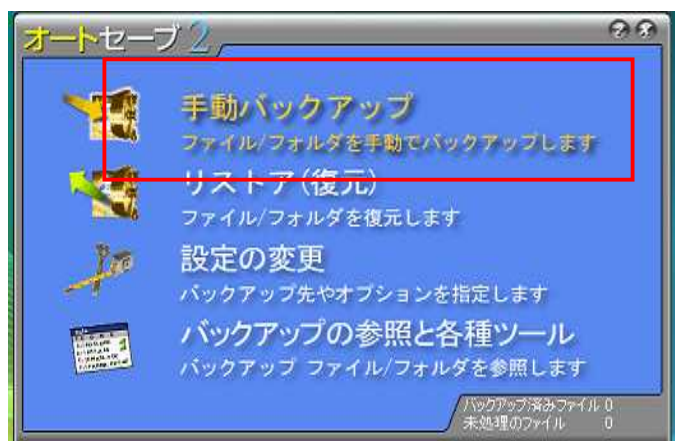 オートセーブ2
手動バックアップ
ファイル/フォルダを手動でバックアップします
リストア(復元)
ファイル/フォルダを復元します
設定の変更
バックアップ先やオプションを指定します
バックアップの参照と各種ツール
バックアップ ファイル/フォルダを参照します
バックアップ済みファイル 0
未処理のファイル 0